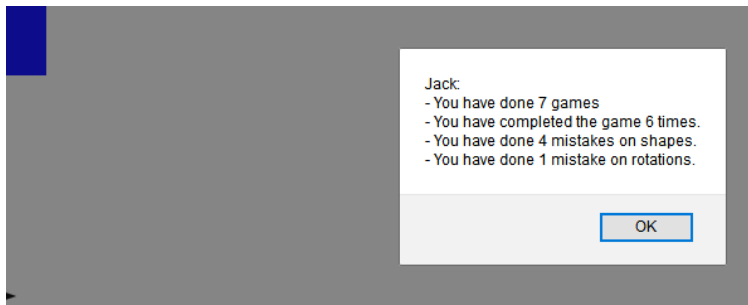 Jack:
- You have done 7 games
- You have completed the game 6 times.
- You have done 4 mistakes on shapes.
- You have done 1 mistake on rotations.
OK